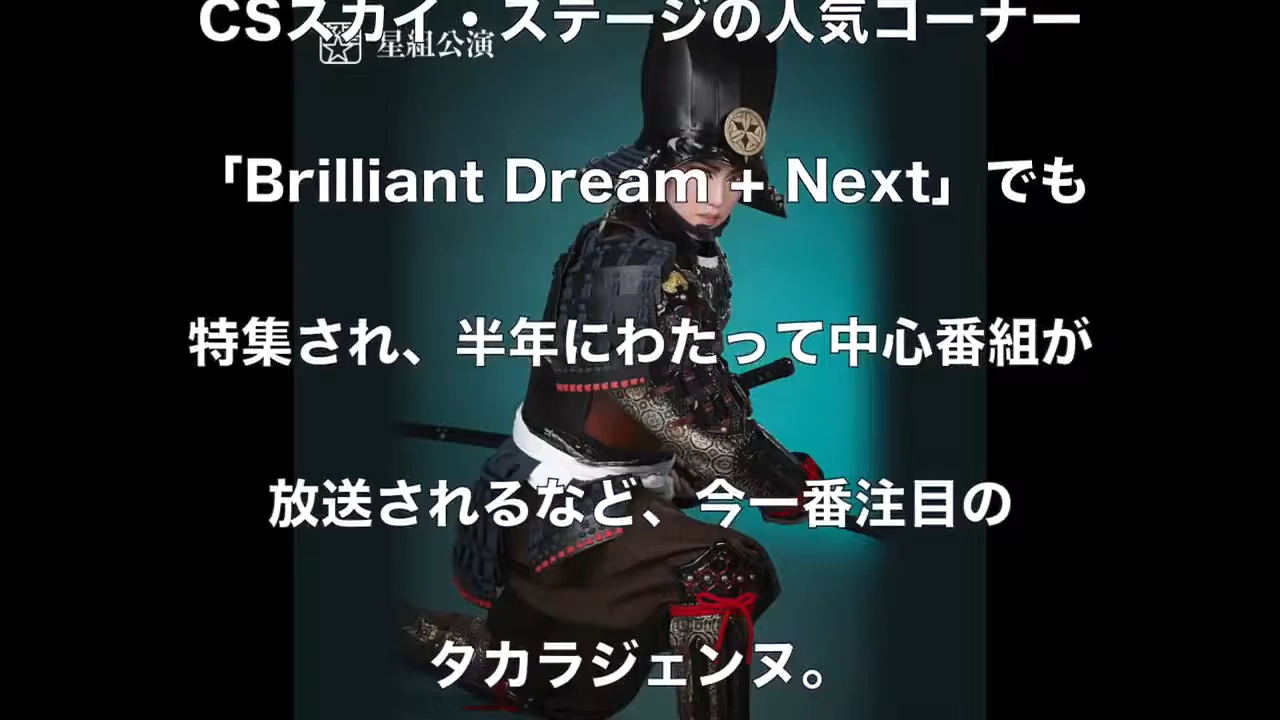 CSスカイ・ステージの人気コーナー
星組公演
「Brilliant Dream + Next」でも
特集され、半年にわたって中心番組が
放送されるなど、今一番注目の
タカラジェンヌ。